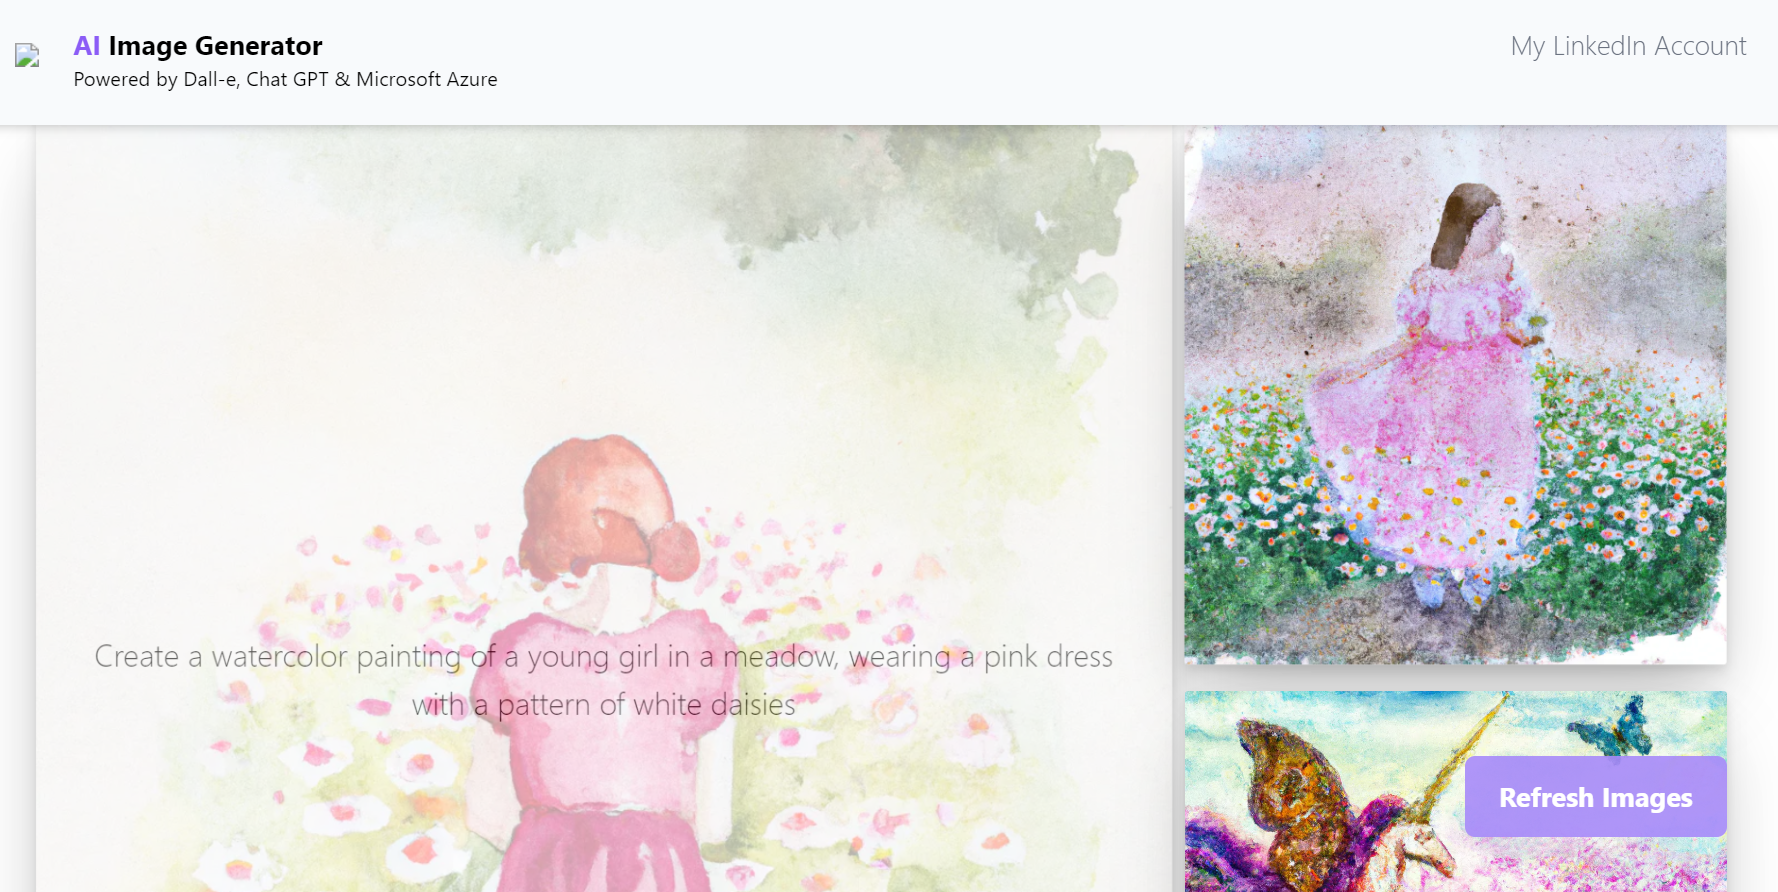 AI Image Generator
Powered by Dall-e, Chat GPT & Microsoft Azure
My LinkedIn Account
Create a watercolor painting of a young girl in a meadow, wearing a pink dress
with a pattern of white daisies
Refresh Images